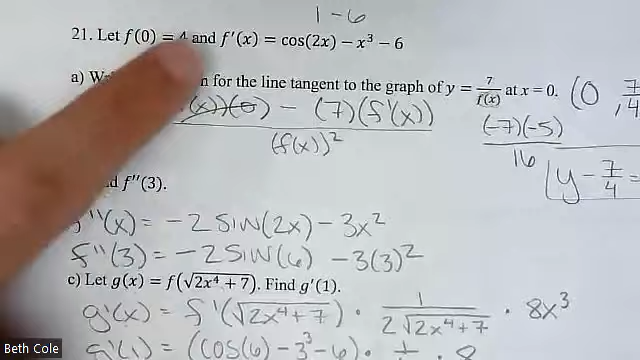 1-6
21. Let f(0) = 4 and f'(x) = cos(2x) − x³ − 6
a) W n for the line tangent to the graph of y = 7/f(x) at x = 0. (0, 7/4
(x))(0) − (7)(f'(x))
(f(x))²
(-7)(-5)
16
y - 7/4 =
d f''(3).
f''(x) = -2 sin(2x) - 3x²
f''(3) = -2 sin(6) - 3(3)²
c) Let g(x) = f(√2x⁴ + 7). Find g'(1).
g'(x) = f'(√2x⁴+7) · 1/2√2x⁴+7 · 8x³
g'(1) = (cos(6) - 3³ - 6) · 1 · 8
Beth Cole